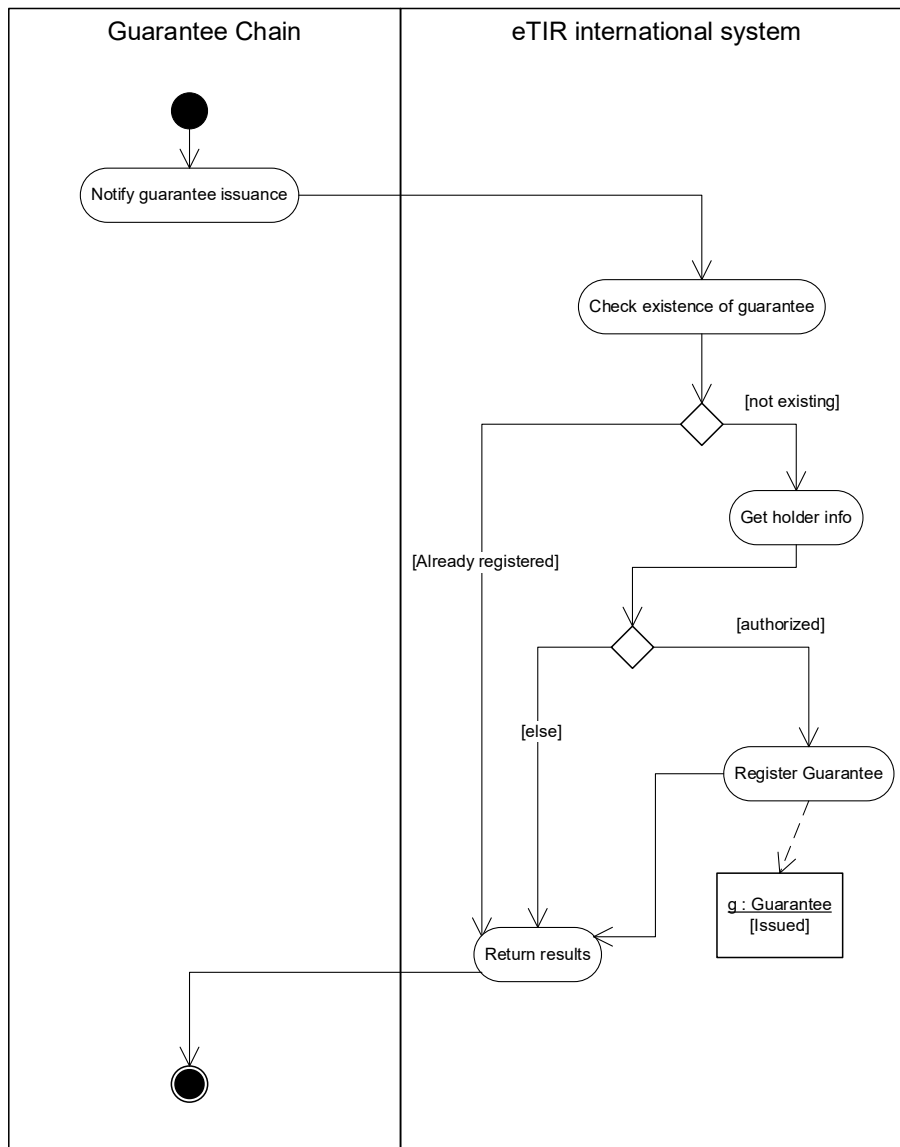 Guarantee Chain
eTIR international system
Notify guarantee issuance
Check existence of guarantee
[not existing]
Get holder info
[Already registered]
[authorized]
[else]
Register Guarantee
g : Guarantee
[Issued]
Return results